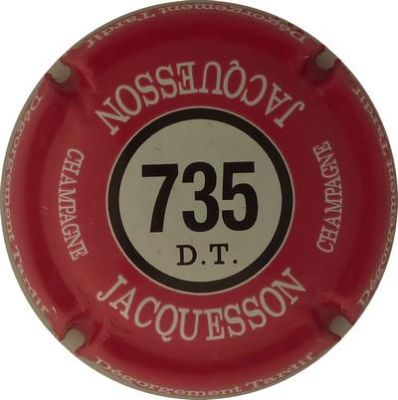 Dégorgement Tardif
JACQUESSON
CHAMPAGNE
735
D.T.
CHAMPAGNE
JACQUESSON
Dégorgement Tardif
Dégorgement Tardif
Dégorgement Tardif